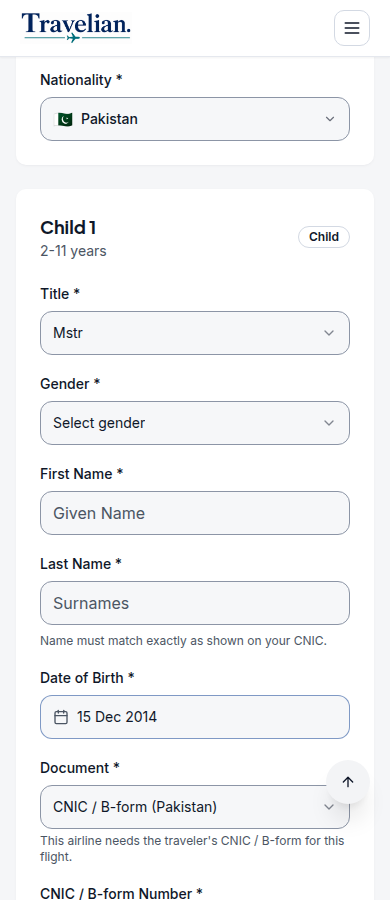 Travelian.
Nationality *
Pakistan
Child 1
2-11 years
Child
Title *
Mstr
Gender *
Select gender
First Name *
Given Name
Last Name *
Surnames
Name must match exactly as shown on your CNIC.
Date of Birth *
15 Dec 2014
Document *
CNIC / B-form (Pakistan)
This airline needs the traveler's CNIC / B-form for this
flight.
CNIC / B-form Number *